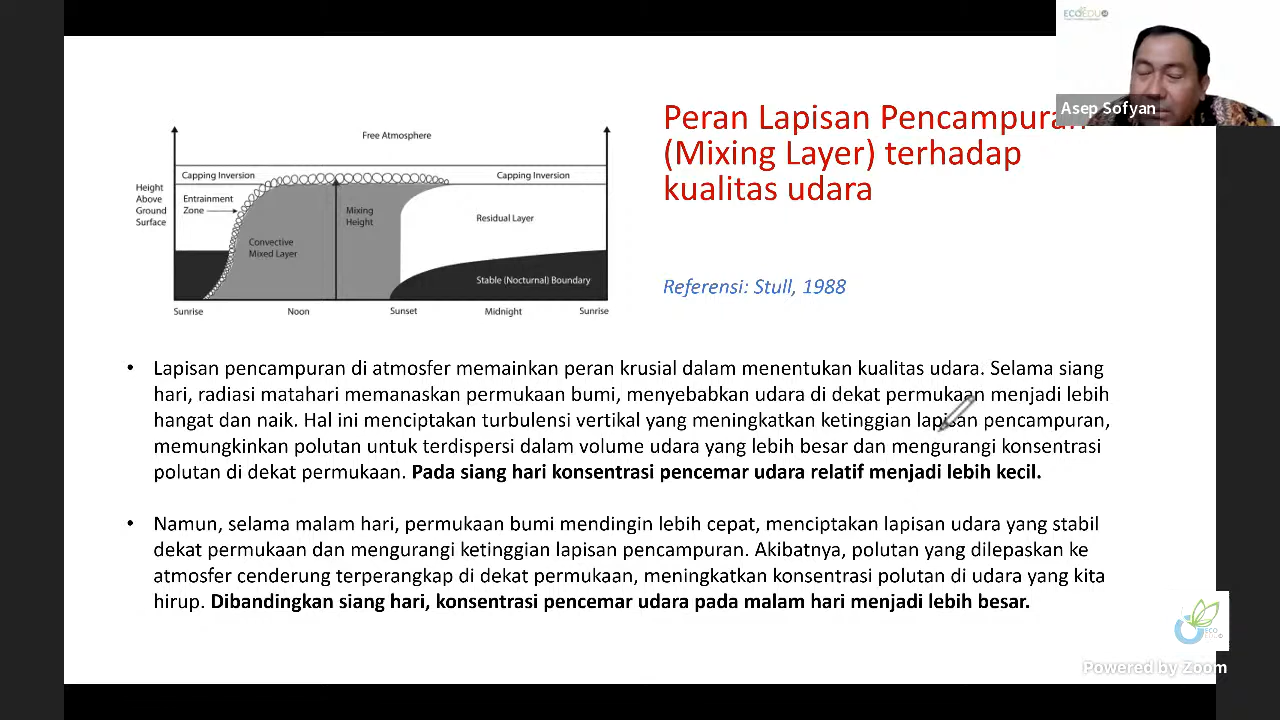 ECOEDU
Asep Sofyan
Peran Lapisan Pencampuran
(Mixing Layer) terhadap
kualitas udara
Referensi: Stull, 1988
Free Atmosphere
Capping Inversion
Capping Inversion
Height
Above
Ground
Surface
Entrainment
Zone
Mixing
Height
Residual Layer
Convective
Mixed Layer
Stable (Nocturnal) Boundary
Sunrise
Noon
Sunset
Midnight
Sunrise
• Lapisan pencampuran di atmosfer memainkan peran krusial dalam menentukan kualitas udara. Selama siang
hari, radiasi matahari memanaskan permukaan bumi, menyebabkan udara di dekat permukaan menjadi lebih
hangat dan naik. Hal ini menciptakan turbulensi vertikal yang meningkatkan ketinggian lapisan pencampuran,
memungkinkan polutan untuk terdispersi dalam volume udara yang lebih besar dan mengurangi konsentrasi
polutan di dekat permukaan. Pada siang hari konsentrasi pencemar udara relatif menjadi lebih kecil.
• Namun, selama malam hari, permukaan bumi mendingin lebih cepat, menciptakan lapisan udara yang stabil
dekat permukaan dan mengurangi ketinggian lapisan pencampuran. Akibatnya, polutan yang dilepaskan ke
atmosfer cenderung terperangkap di dekat permukaan, meningkatkan konsentrasi polutan di udara yang kita
hirup. Dibandingkan siang hari, konsentrasi pencemar udara pada malam hari menjadi lebih besar.
ECO
EDU
Powered by Zoom